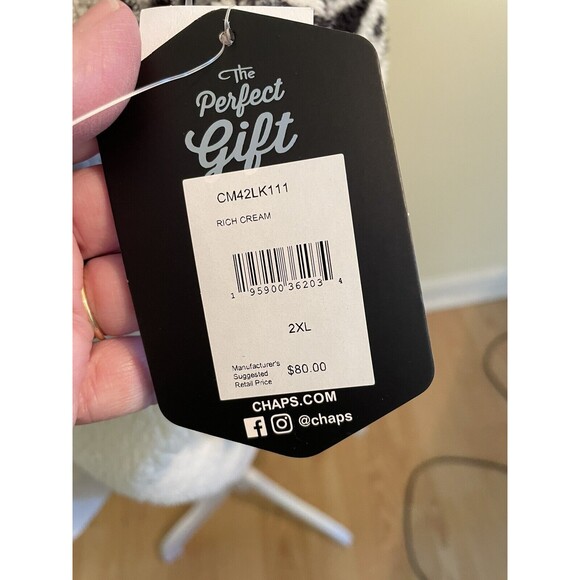 The
Perfect
Gift
CM42LK111
RICH CREAM
1 95900 36203 4
2XL
Manufacturer's
Suggested
Retail Price $80.00
CHAPS.COM
@chaps